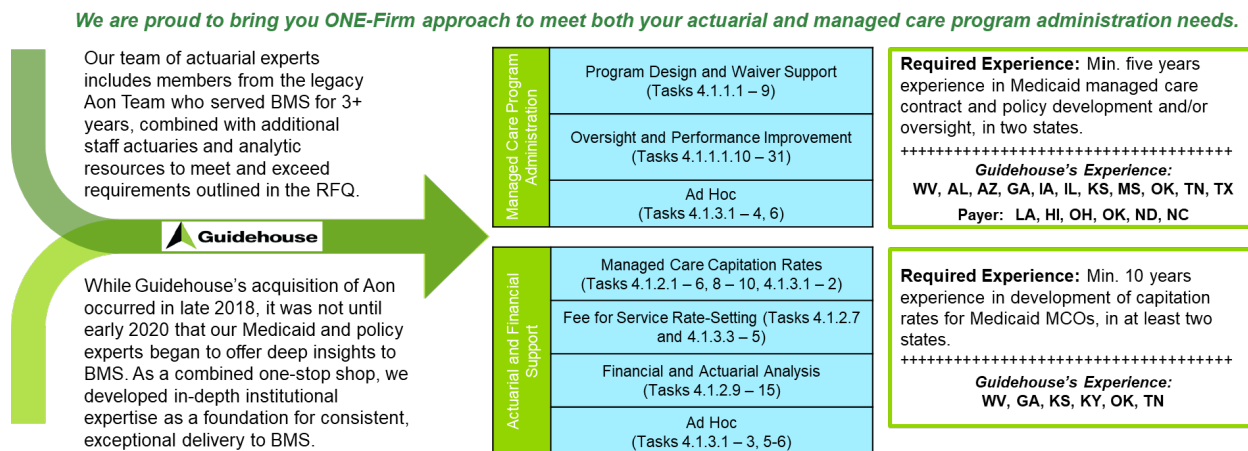 We are proud to bring you ONE-Firm approach to meet both your actuarial and managed care program administration needs.
Our team of actuarial experts
includes members from the legacy
Aon Team who served BMS for 3+
years, combined with additional
staff actuaries and analytic
resources to meet and exceed
requirements outlined in the RFQ.
Guidehouse
While Guidehouse's acquisition of Aon
occurred in late 2018, it was not until
early 2020 that our Medicaid and policy
experts began to offer deep insights to
BMS. As a combined one-stop shop, we
developed in-depth institutional
expertise as a foundation for consistent,
exceptional delivery to BMS.
Managed Care Program
Administration
Program Design and Waiver Support
(Tasks 4.1.1.1 – 9)
Oversight and Performance Improvement
(Tasks 4.1.1.1.10 – 31)
Ad Hoc
(Tasks 4.1.3.1 – 4, 6)
Required Experience: Min. five years
experience in Medicaid managed care
contract and policy development and/or
oversight, in two states.
+++++++++++++++++++++++++++++++++++++
Guidehouse's Experience:
WV, AL, AZ, GA, IA, IL, KS, MS, OK, TN, TX
Payer: LA, HI, OH, OK, ND, NC
Actuarial and Financial
Support
Managed Care Capitation Rates
(Tasks 4.1.2.1 – 6, 8 – 10, 4.1.3.1 – 2)
Fee for Service Rate-Setting (Tasks 4.1.2.7
and 4.1.3.3 – 5)
Financial and Actuarial Analysis
(Tasks 4.1.2.9 – 15)
Ad Hoc
(Tasks 4.1.3.1 – 3, 5-6)
Required Experience: Min. 10 years
experience in development of capitation
rates for Medicaid MCOs, in at least two
states.
+++++++++++++++++++++++++++++++++++++
Guidehouse's Experience:
WV, GA, KS, KY, OK, TN